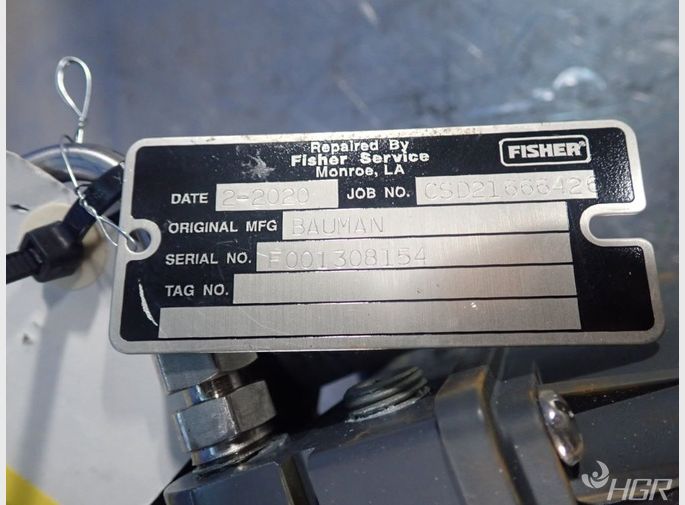 Repaired By
Fisher Service
Monroe, LA
FISHER®
DATE 2-2020 JOB NO. CSD21666426
ORIGINAL MFG BAUMAN
SERIAL NO. F001308154
TAG NO.
HGR